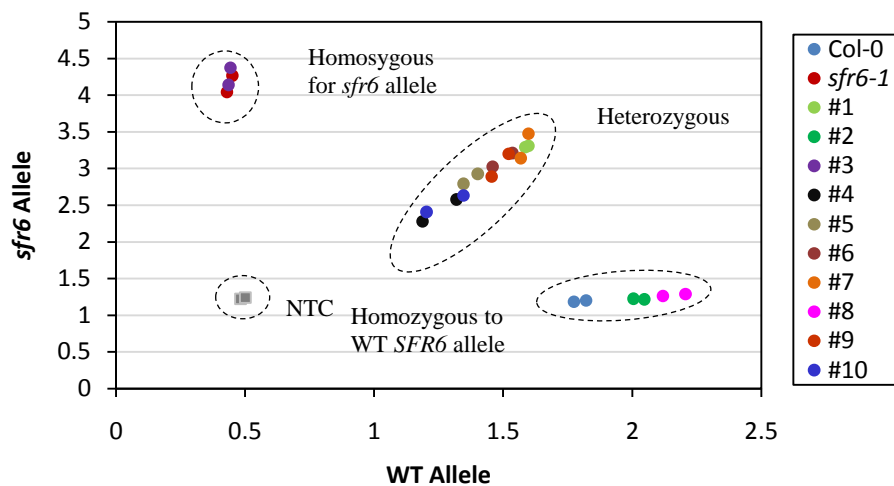 5
4.5
4
3.5
3
2.5
2
1.5
1
0.5
0
sfr6 Allele
0
0.5
1
1.5
2
2.5
WT Allele
Homosygous
for sfr6 allele
Heterozygous
NTC
Homozygous to
WT SFR6 allele
Col-0
sfr6-1
#1
#2
#3
#4
#5
#6
#7
#8
#9
#10